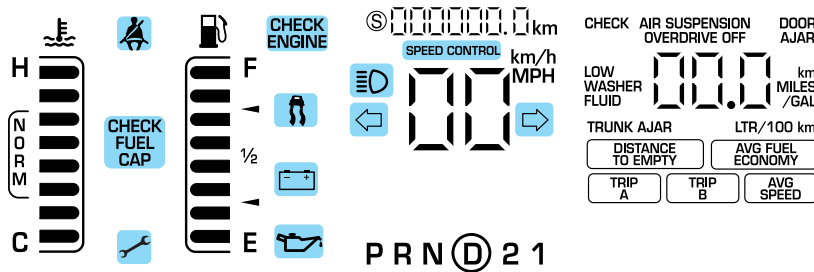 H
NORM
C
CHECK
FUEL
CAP
F
1/2
E
CHECK
ENGINE
S 000000.0 km
SPEED CONTROL
km/h
MPH
00
P R N D 2 1
CHECK AIR SUSPENSION
OVERDRIVE OFF
DOOR
AJAR
LOW
WASHER
FLUID
00.0
km
MILES
/GAL
TRUNK AJAR
LTR/100 km
DISTANCE
TO EMPTY
AVG FUEL
ECONOMY
TRIP
A
TRIP
B
AVG
SPEED